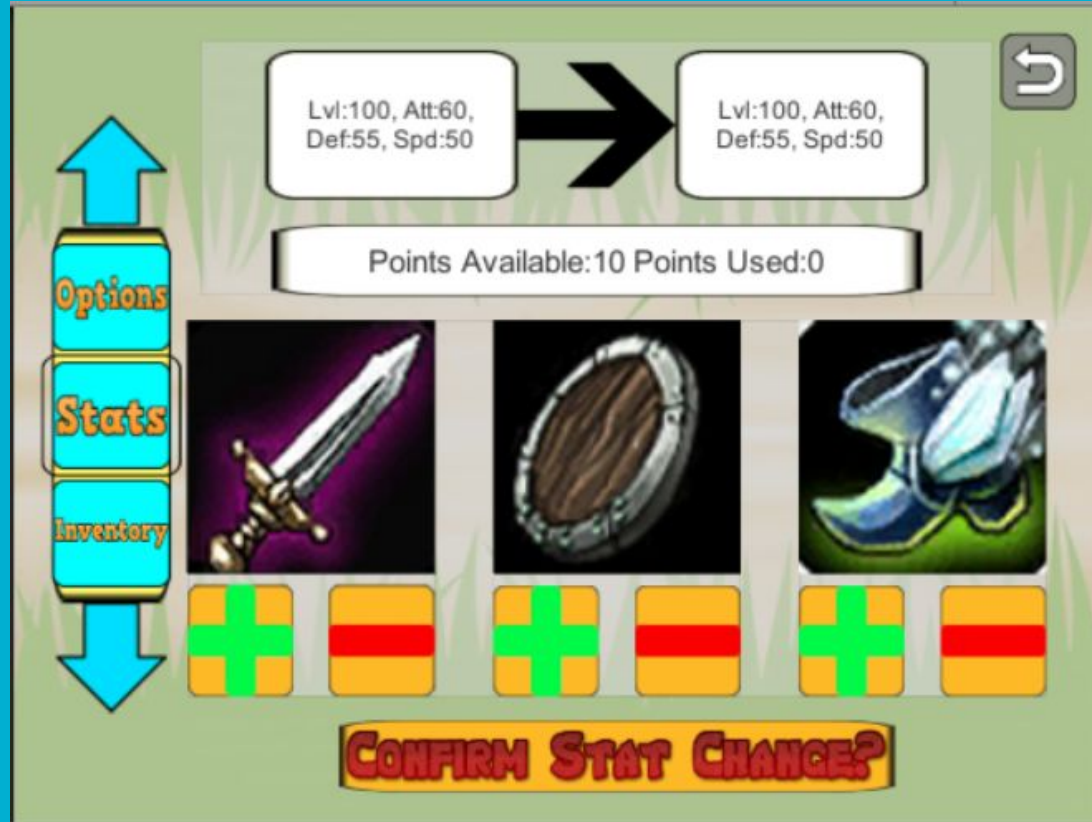 Lvl:100, Att:60,
Def:55, Spd:50
Lvl:100, Att:60,
Def:55, Spd:50
Points Available:10 Points Used:0
Options
Stats
Inventory
Confirm Stat Change?